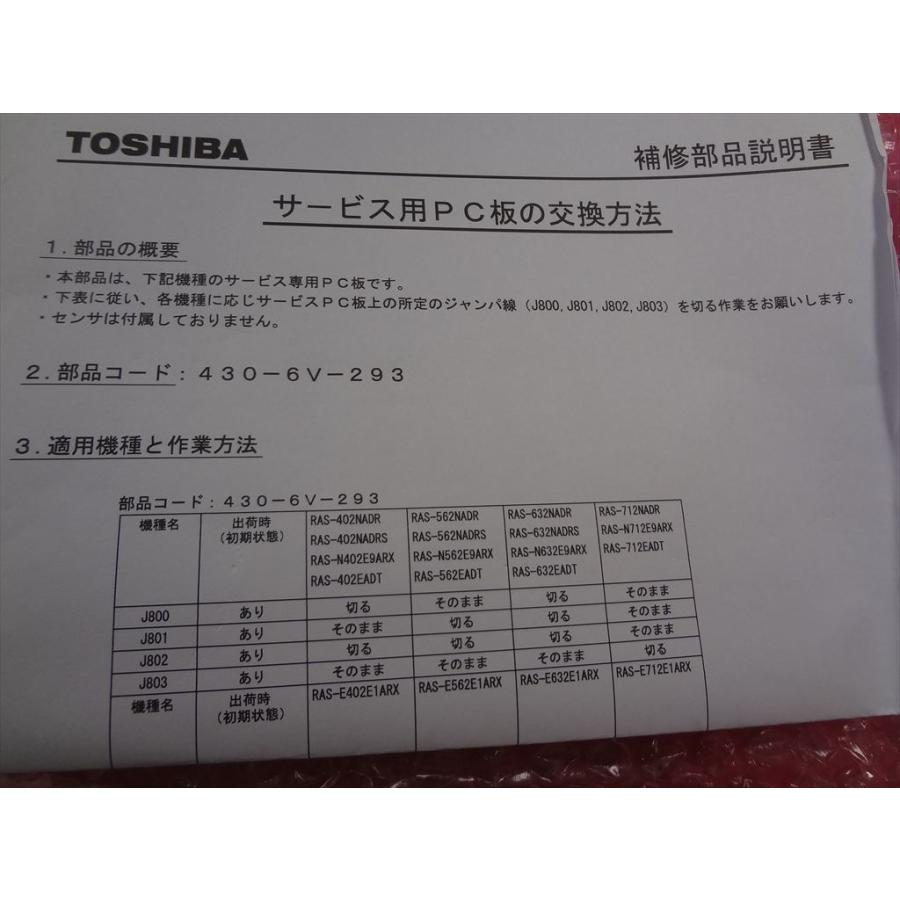 TOSHIBA 補修部品説明書
サービス用ＰＣ板の交換方法
１．部品の概要
・本部品は、下記機種のサービス専用ＰＣ板です。
・下表に従い、各機種に応じサービスＰＣ板上の所定のジャンパ線（J800,J801,J802,J803）を切る作業をお願いします。
・センサは付属しておりません。
２．部品コード：４３０－６Ｖ－２９３
３．適用機種と作業方法
部品コード：４３０－６Ｖ－２９３
機種名 出荷時 RAS-402NADR RAS-562NADR RAS-632NADR RAS-712NADR
（初期状態） RAS-402NADRS RAS-562NADRS RAS-632NADRS RAS-N712E9ARX
RAS-N402E9ARX RAS-N562E9ARX RAS-N632E9ARX RAS-712EADT
RAS-402EADT RAS-562EADT RAS-632EADT
J800 あり 切る そのまま 切る そのまま
J801 あり そのまま 切る 切る そのまま
J802 あり 切る 切る 切る そのまま
J803 あり そのまま そのまま そのまま 切る
機種名 出荷時 RAS-E402E1ARX RAS-E562E1ARX RAS-E632E1ARX RAS-E712E1ARX
（初期状態）